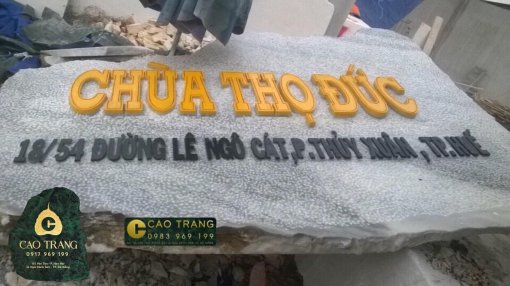 CHÙA THỌ ĐỨC
18/54 ĐƯỜNG LÊ NGÔ CÁT, P.THỦY XUÂN , TP.HUẾ
CAO TRANG
0983 969 199
CAO TRANG
0917 969 199